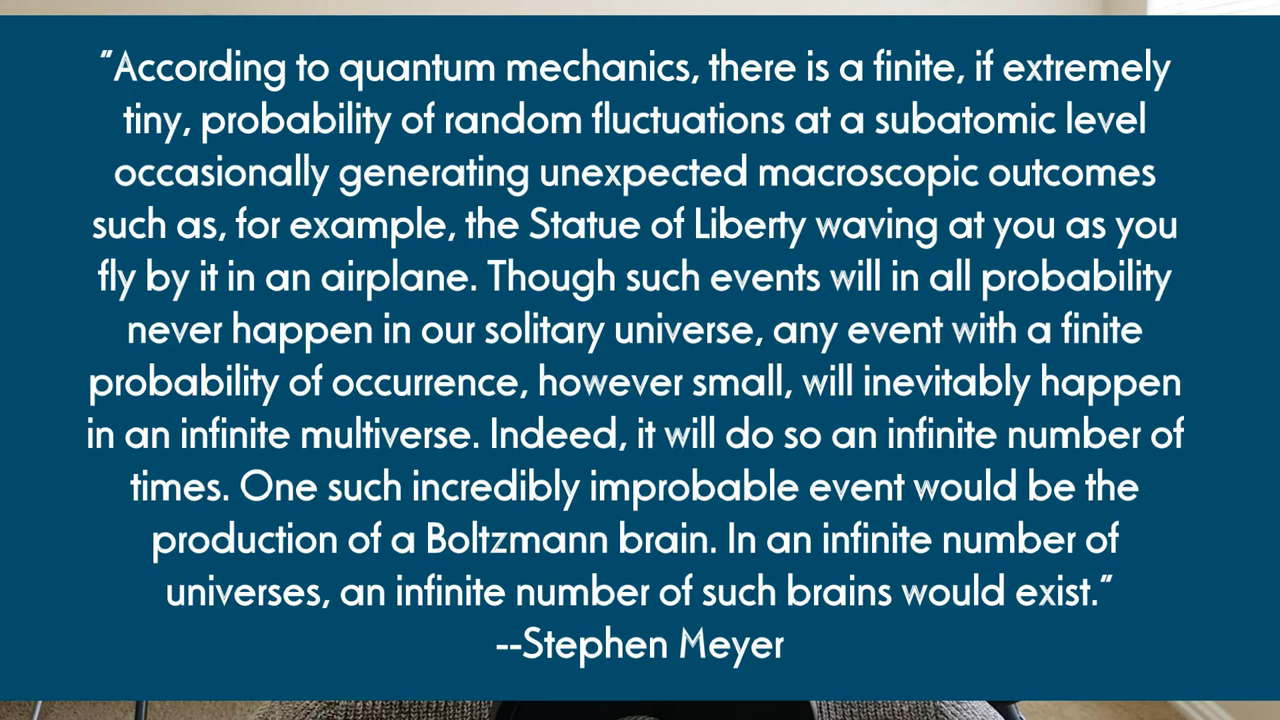 "According to quantum mechanics, there is a finite, if extremely
tiny, probability of random fluctuations at a subatomic level
occasionally generating unexpected macroscopic outcomes
such as, for example, the Statue of Liberty waving at you as you
fly by it in an airplane. Though such events will in all probability
never happen in our solitary universe, any event with a finite
probability of occurrence, however small, will inevitably happen
in an infinite multiverse. Indeed, it will do so an infinite number of
times. One such incredibly improbable event would be the
production of a Boltzmann brain. In an infinite number of
universes, an infinite number of such brains would exist."
--Stephen Meyer